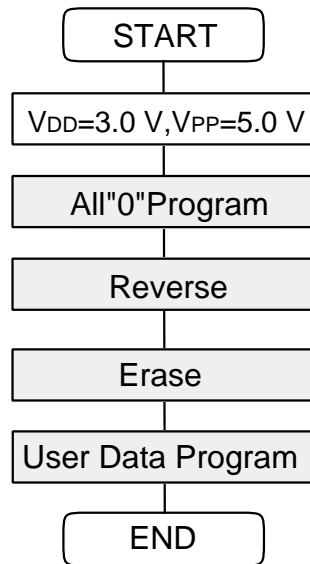 START
VDD=3.0 V,VPP=5.0 V
All"0"Program
Reverse
Erase
User Data Program
END